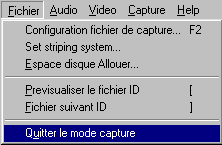 Fichier Audio Video Capture Help
Configuration fichier de capture... F2
Set striping system...
Espace disque Allouer...
Previsualiser le fichier ID [
Fichier suivant ID ]
Quitter le mode capture